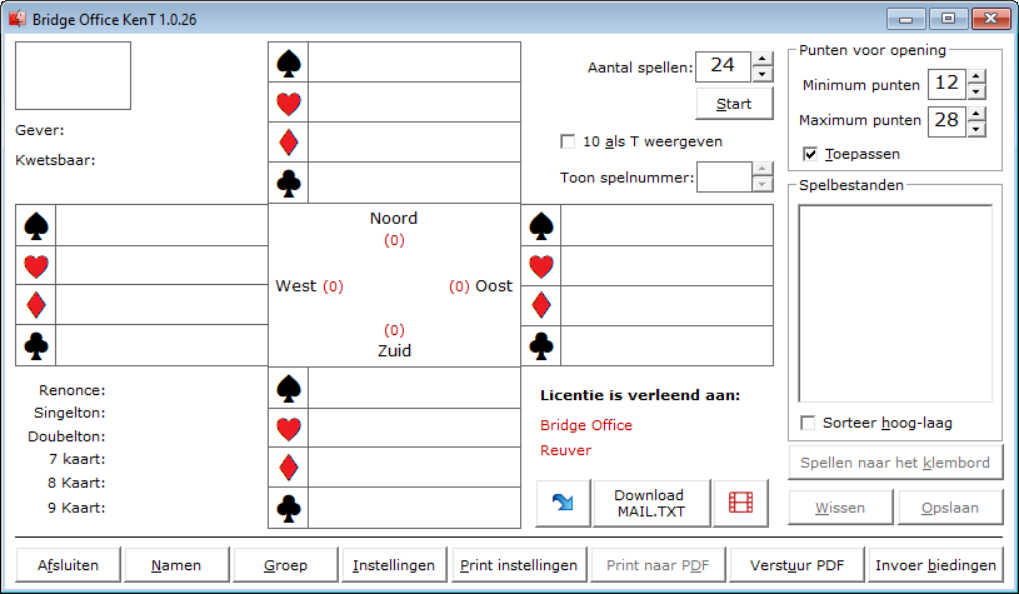 Bridge Office KenT 1.0.26
Gever:
Kwetsbaar:
Aantal spellen: 24
Start
10 als T weergeven
Toon spelnummer:
Punten voor opening
Minimum punten 12
Maximum punten 28
Toepassen
Spelbestanden
Noord
(0)
West (0)
(0) Oost
(0)
Zuid
Renonce:
Singelton:
Doubelton:
7 kaart:
8 Kaart:
9 Kaart:
Licentie is verleend aan:
Bridge Office
Reuver
Download
MAIL.TXT
Sorteer hoog-laag
Spellen naar het klembord
Wissen
Opslaan
Afsluiten
Namen
Groep
Instellingen
Print instellingen
Print naar PDF
Verstuur PDF
Invoer biedingen